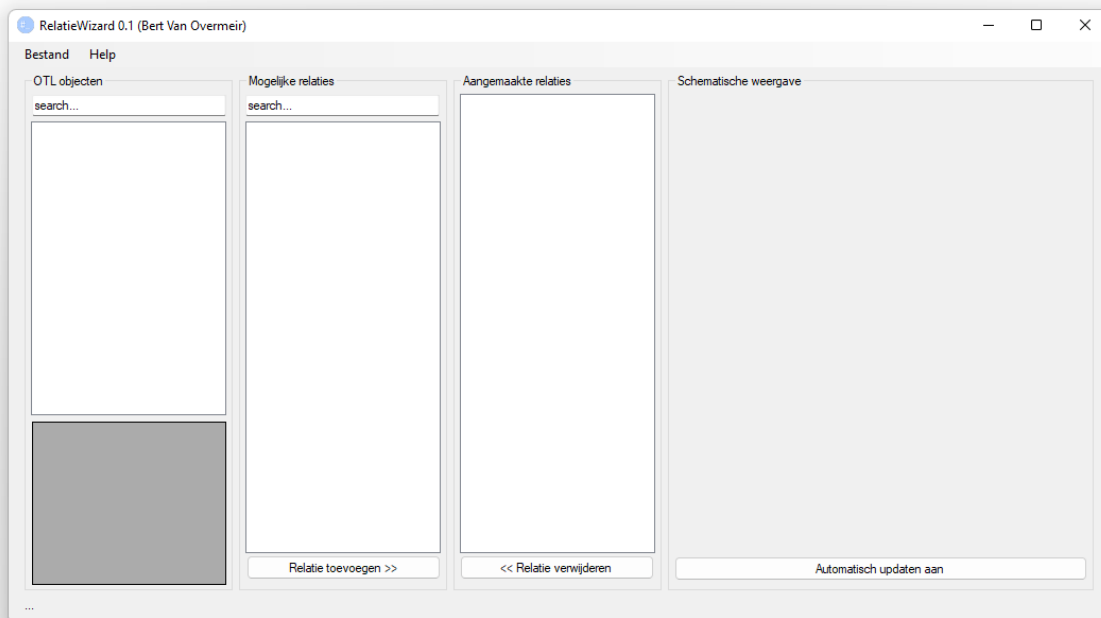 RelatieWizard 0.1 (Bert Van Overmeir)
Bestand Help
OTL objecten
search...
Mogelijke relaties
search...
Relatie toevoegen >>
Aangemaakte relaties
<< Relatie verwijderen
Schematische weergave
Automatisch updaten aan
...